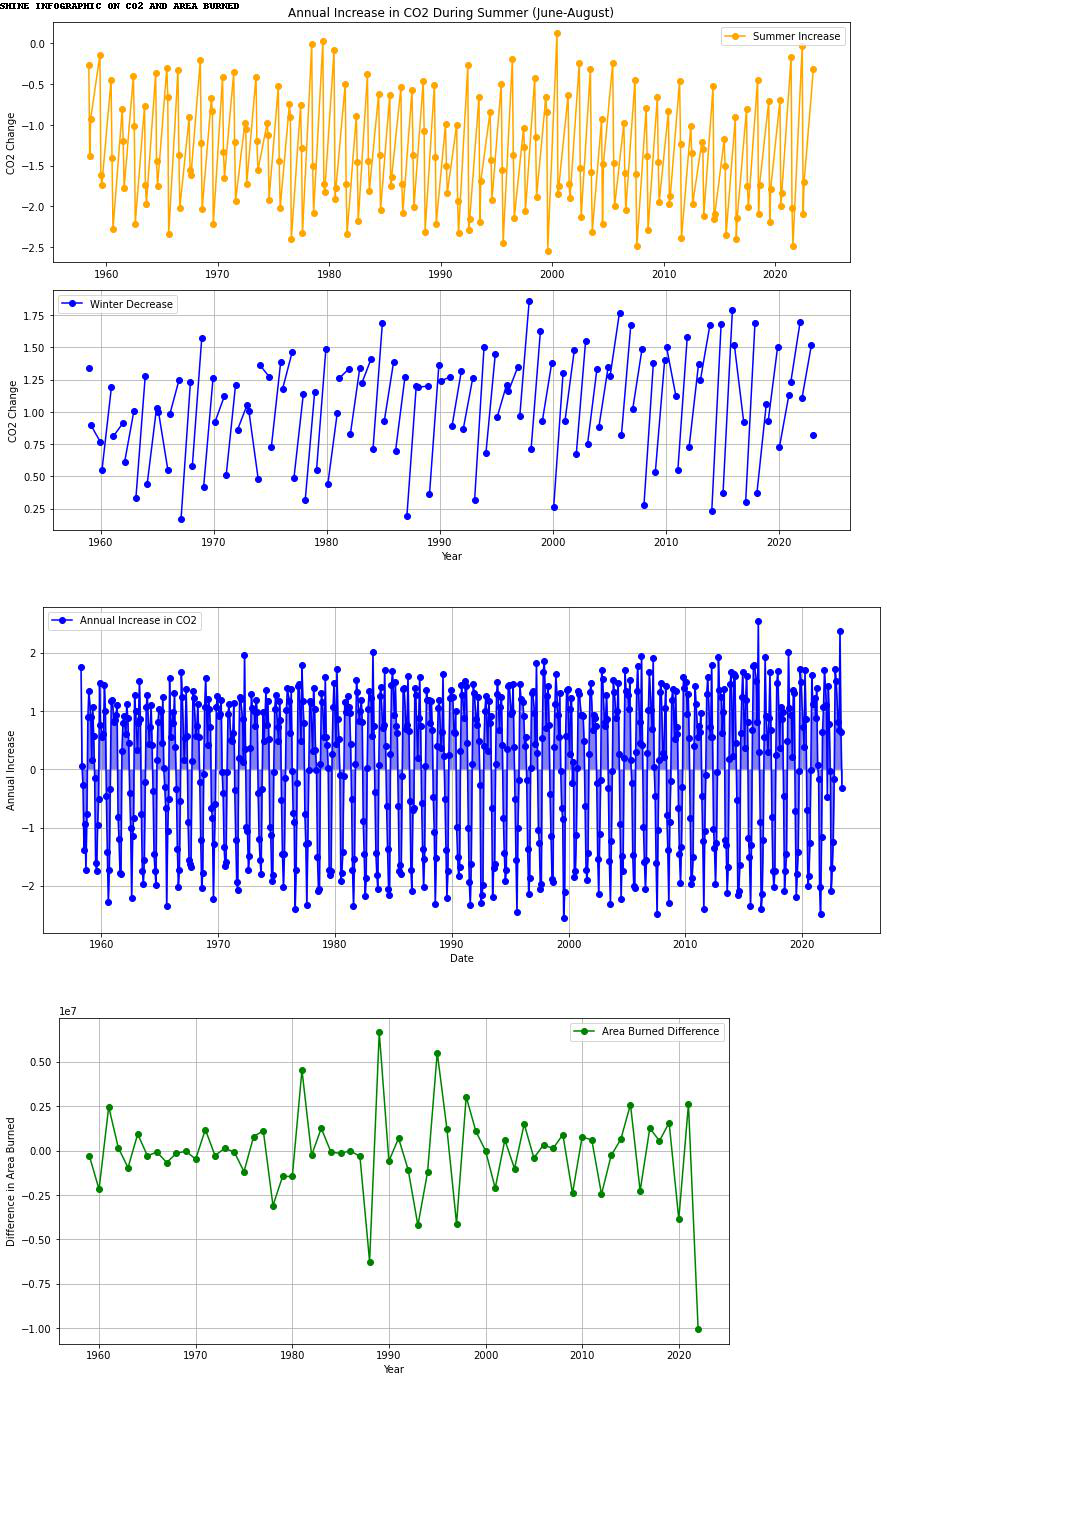 SHINE INFOGRAPHIC ON CO2 AND AREA BURNED
Annual Increase in CO2 During Summer (June-August)
Summer Increase
CO2 Change
0.0
−0.5
−1.0
−1.5
−2.0
−2.5
1960 1970 1980 1990 2000 2010 2020
Winter Decrease
CO2 Change
1.75
1.50
1.25
1.00
0.75
0.50
0.25
1960 1970 1980 1990 2000 2010 2020
Year
Annual Increase in CO2
Annual Increase
2
1
0
−1
−2
1960 1970 1980 1990 2000 2010 2020
Date
1e7
Area Burned Difference
Difference in Area Burned
0.50
0.25
0.00
−0.25
−0.50
−0.75
−1.00
1960 1970 1980 1990 2000 2010 2020
Year